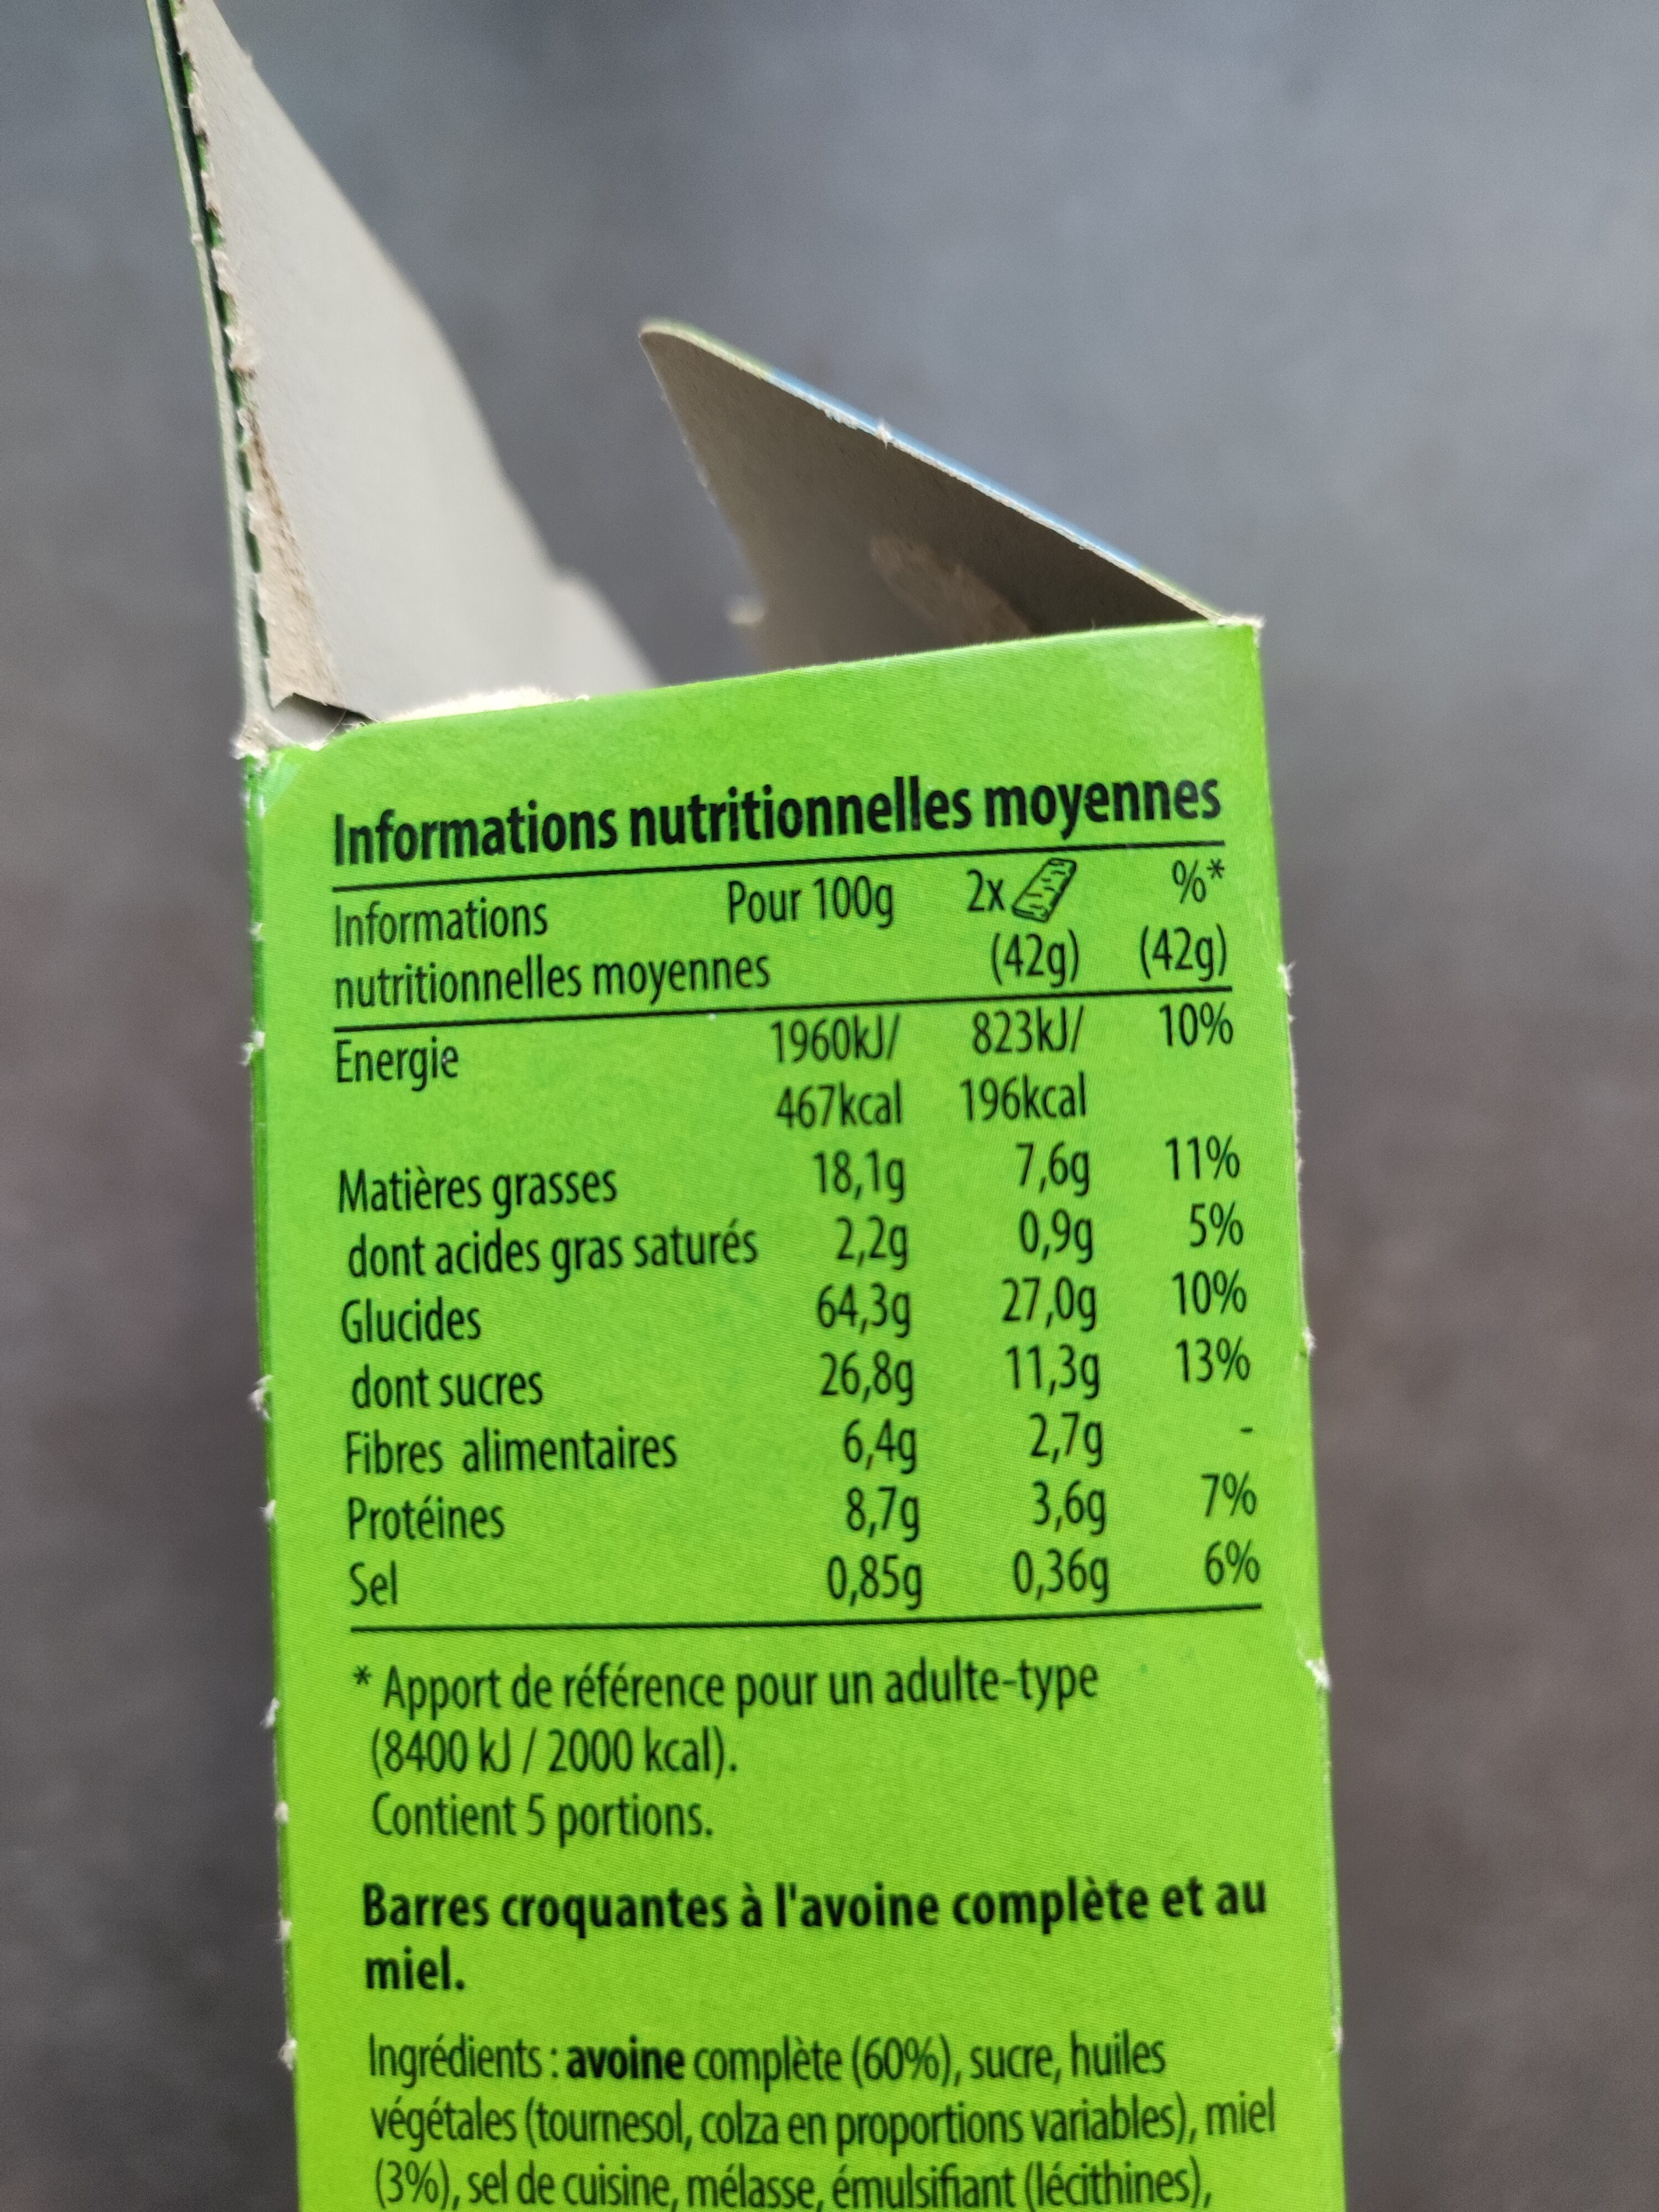 Informations nutritionnelles moyennes
Informations Pour 100g 2x %*
nutritionnelles moyennes (42g) (42g)
Energie 1960kJ/ 823kJ/ 10%
467kcal 196kcal
Matières grasses 18,1g 7,6g 11%
dont acides gras saturés 2,2g 0,9g 5%
Glucides 64,3g 27,0g 10%
dont sucres 26,8g 11,3g 13%
Fibres alimentaires 6,4g 2,7g -
Protéines 8,7g 3,6g 7%
Sel 0,85g 0,36g 6%
* Apport de référence pour un adulte-type
(8400 kJ / 2000 kcal).
Contient 5 portions.
Barres croquantes à l'avoine complète et au
miel.
Ingrédients : avoine complète (60%), sucre, huiles
végétales (tournesol, colza en proportions variables), miel
(3%), sel de cuisine, mélasse, émulsifiant (lécithines),